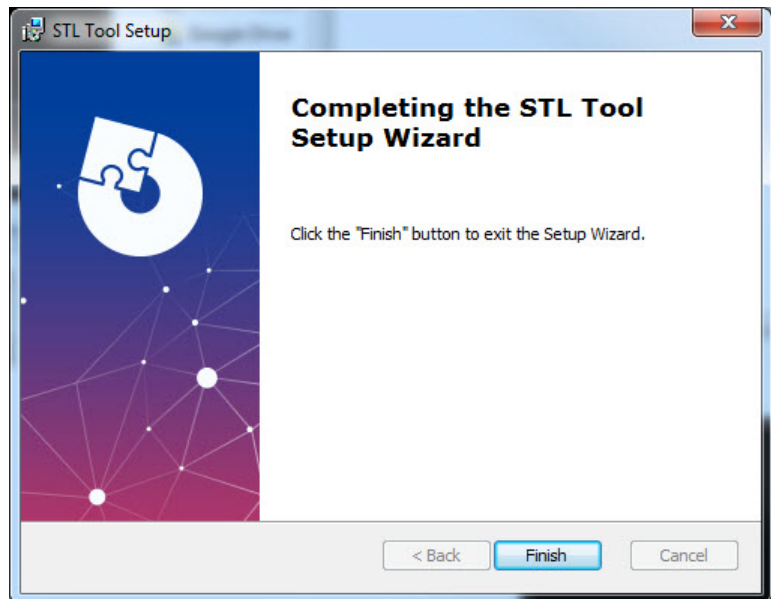 STL Tool Setup
Completing the STL Tool
Setup Wizard
Click the "Finish" button to exit the Setup Wizard.
< Back
Finish
Cancel